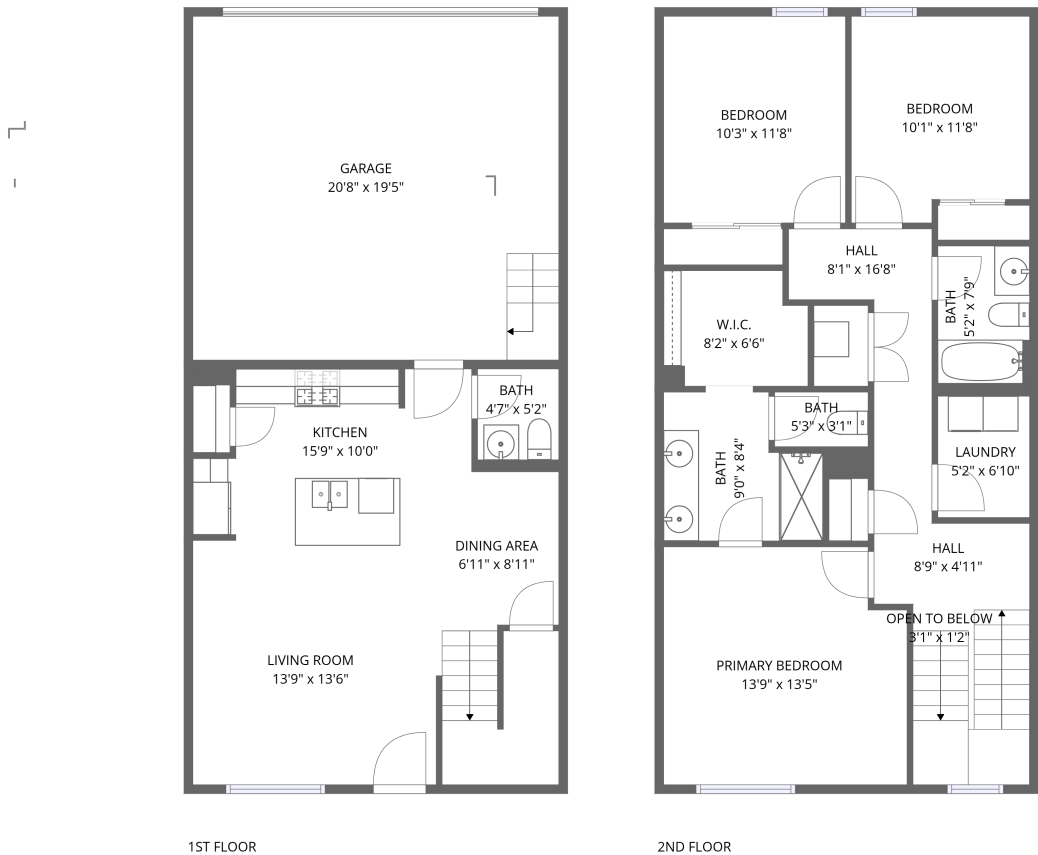 GARAGE
20'8" x 19'5"
BATH
4'7" x 5'2"
KITCHEN
15'9" x 10'0"
DINING AREA
6'11" x 8'11"
LIVING ROOM
13'9" x 13'6"
1ST FLOOR
BEDROOM
10'3" x 11'8"
BEDROOM
10'1" x 11'8"
HALL
8'1" x 16'8"
BATH
5'2" x 7'9"
W.I.C.
8'2" x 6'6"
BATH
5'3" x 3'1"
BATH
9'0" x 8'4"
LAUNDRY
5'2" x 6'10"
HALL
8'9" x 4'11"
OPEN TO BELOW
3'1" x 1'2"
PRIMARY BEDROOM
13'9" x 13'5"
2ND FLOOR